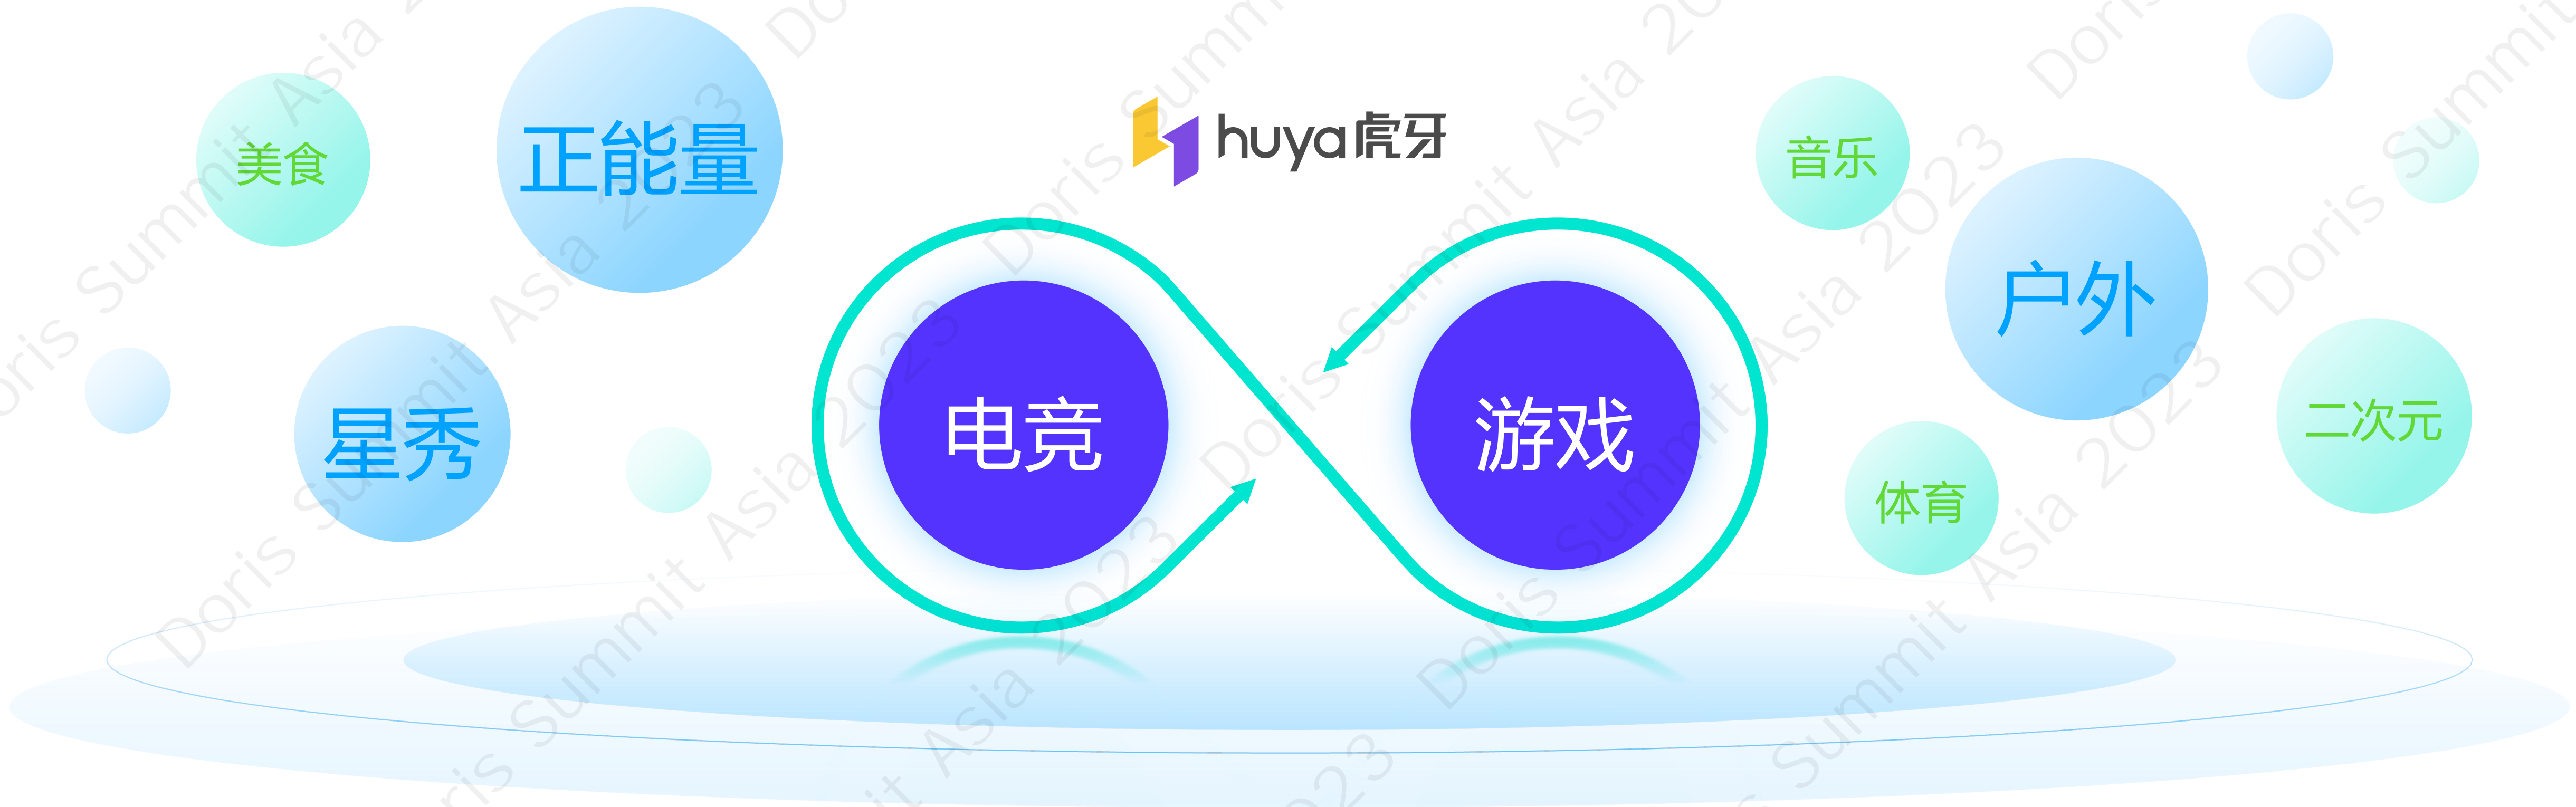 huya虎牙
美食
正能量
星秀
电竞
游戏
音乐
户外
体育
二次元
Doris Summit Asia 2023